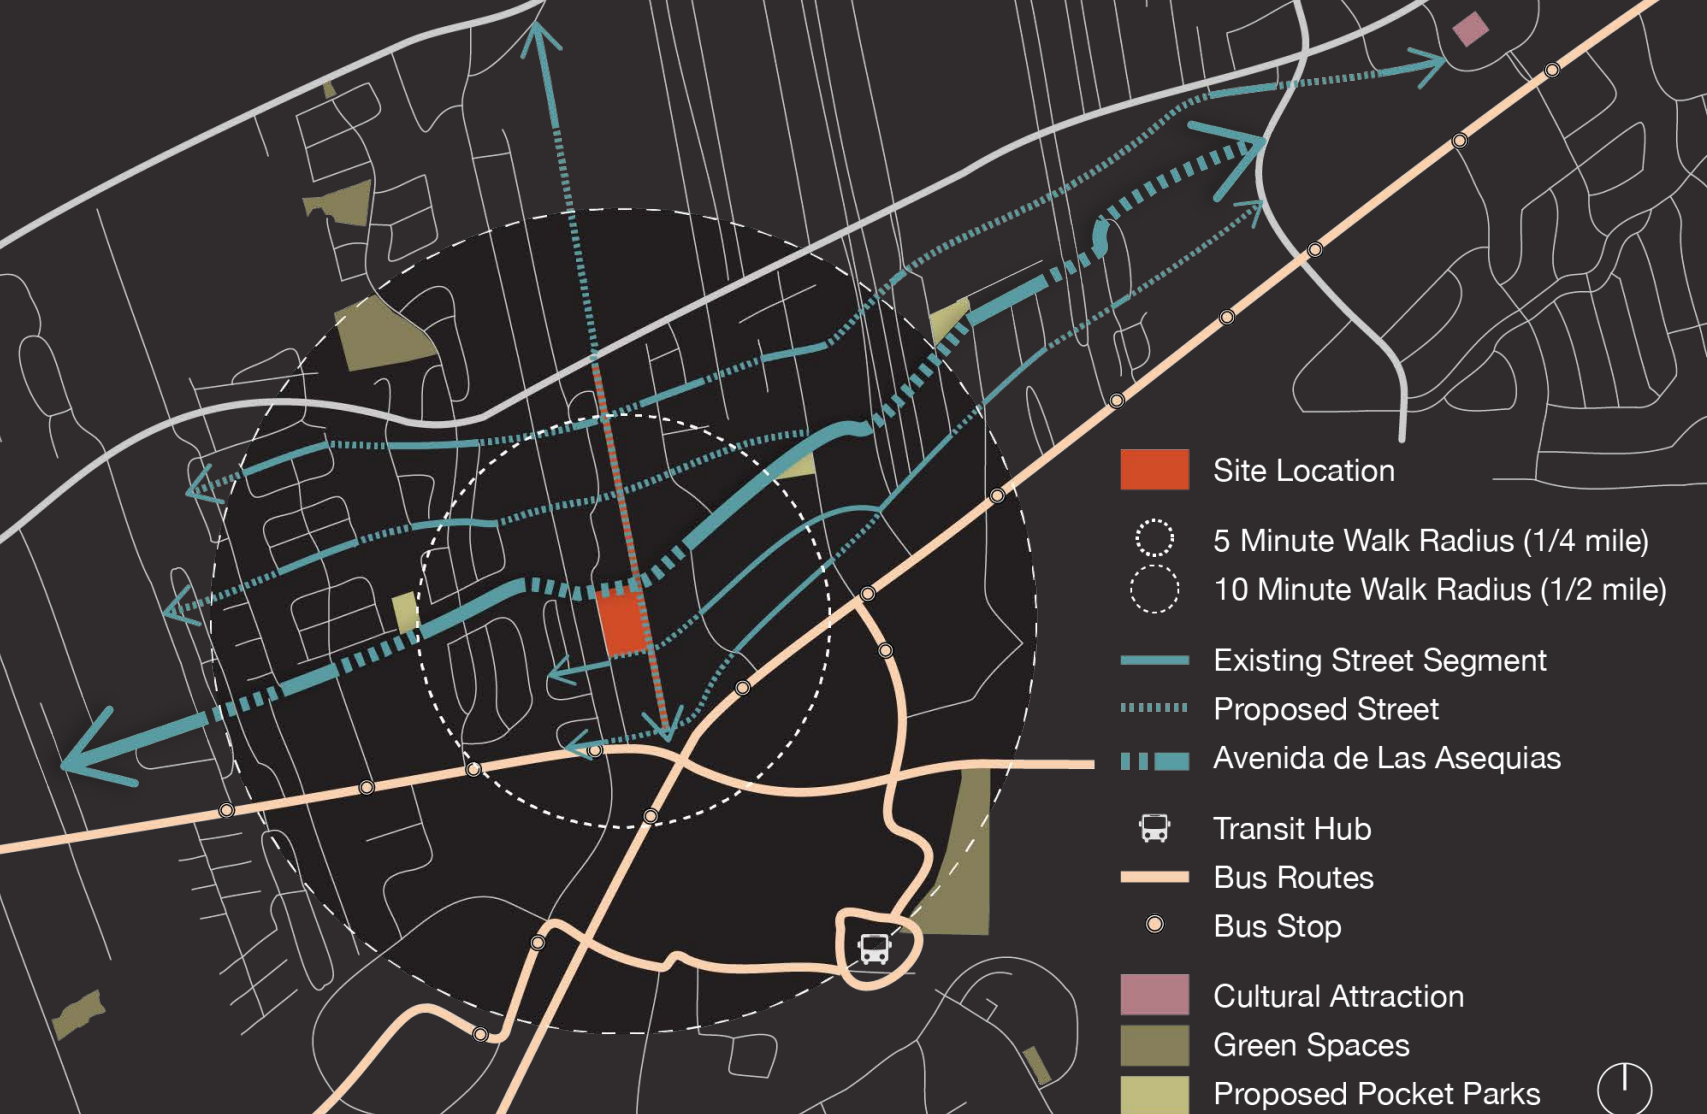 Site Location
5 Minute Walk Radius (1/4 mile)
10 Minute Walk Radius (1/2 mile)
Existing Street Segment
Proposed Street
Avenida de Las Asequias
Transit Hub
Bus Routes
Bus Stop
Cultural Attraction
Green Spaces
Proposed Pocket Parks